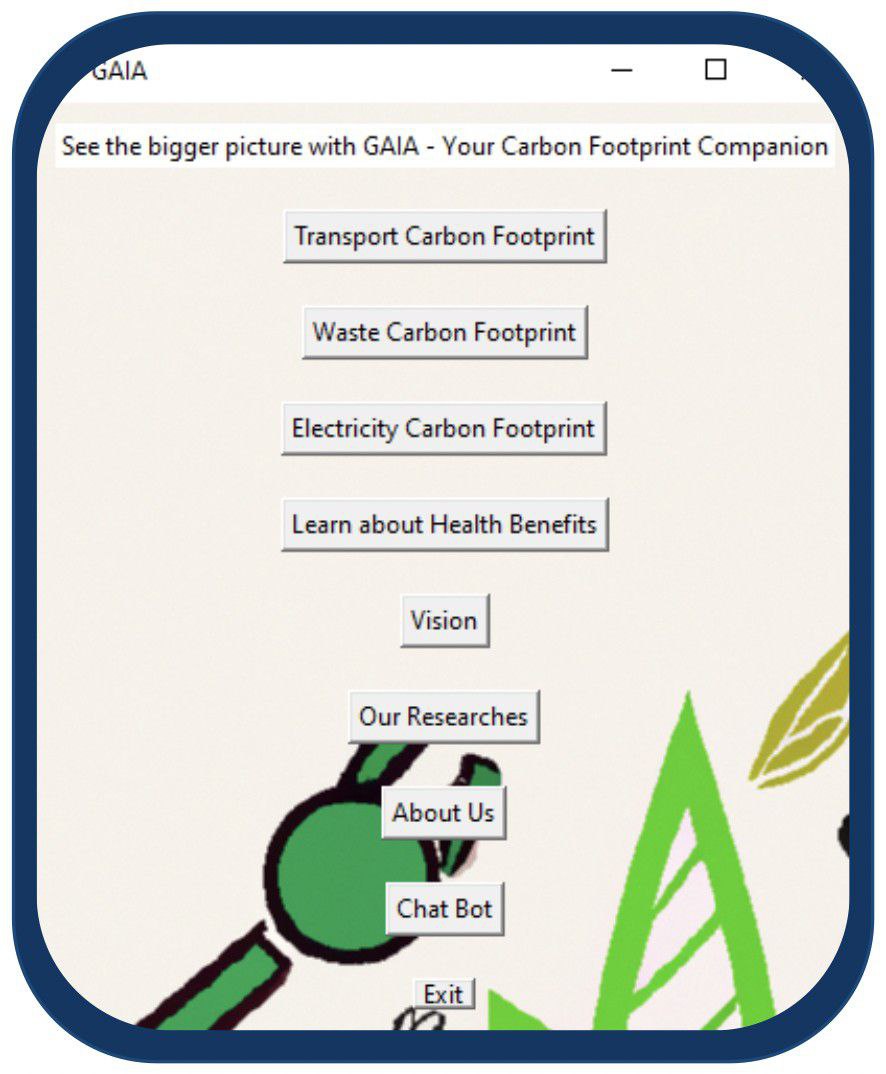 GAIA
See the bigger picture with GAIA - Your Carbon Footprint Companion
Transport Carbon Footprint
Waste Carbon Footprint
Electricity Carbon Footprint
Learn about Health Benefits
Vision
Our Researches
About Us
Chat Bot
Exit